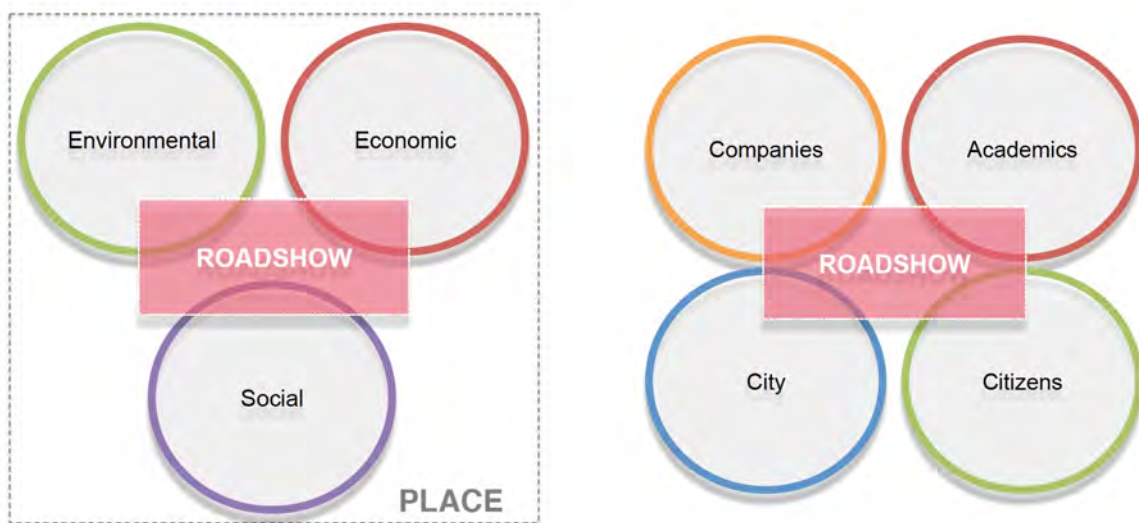 Environmental
Economic
ROADSHOW
Social
PLACE
Companies
Academics
ROADSHOW
City
Citizens